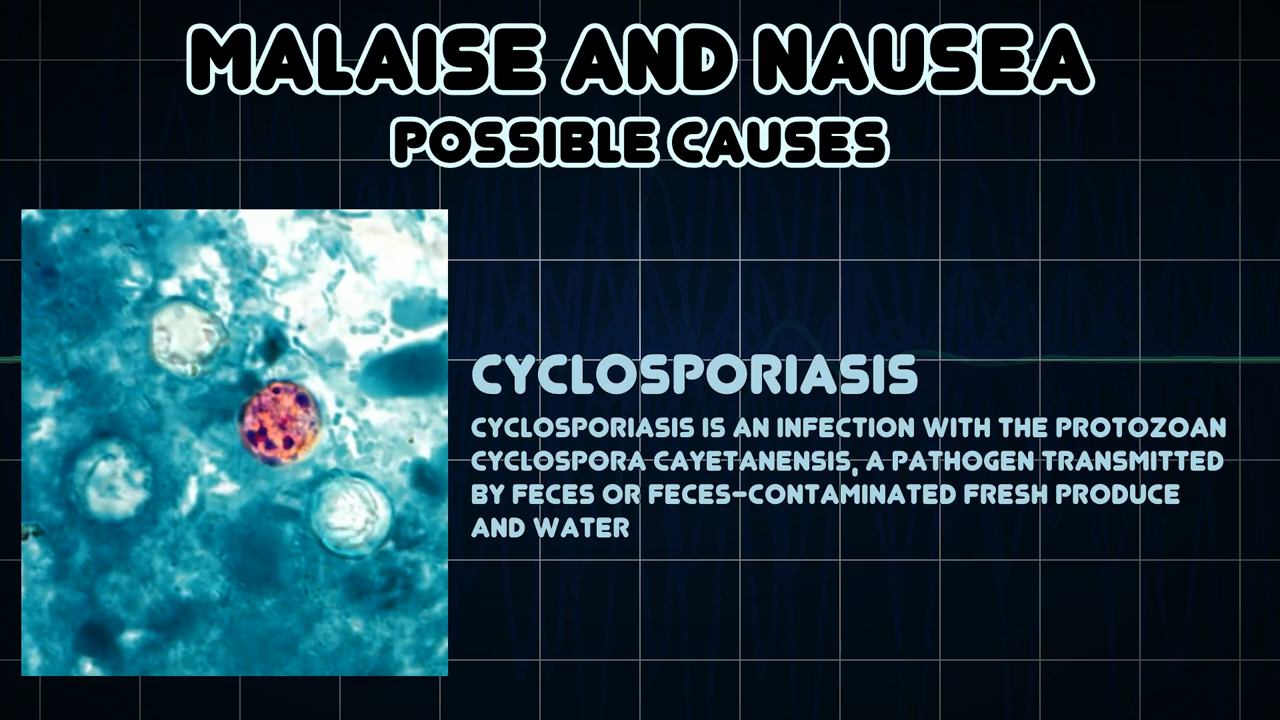 MALAISE AND NAUSEA
POSSIBLE CAUSES
CYCLOSPORIASIS
CYCLOSPORIASIS IS AN INFECTION WITH THE PROTOZOAN
CYCLOSPORA CAYETANENSIS, A PATHOGEN TRANSMITTED
BY FECES OR FECES-CONTAMINATED FRESH PRODUCE
AND WATER